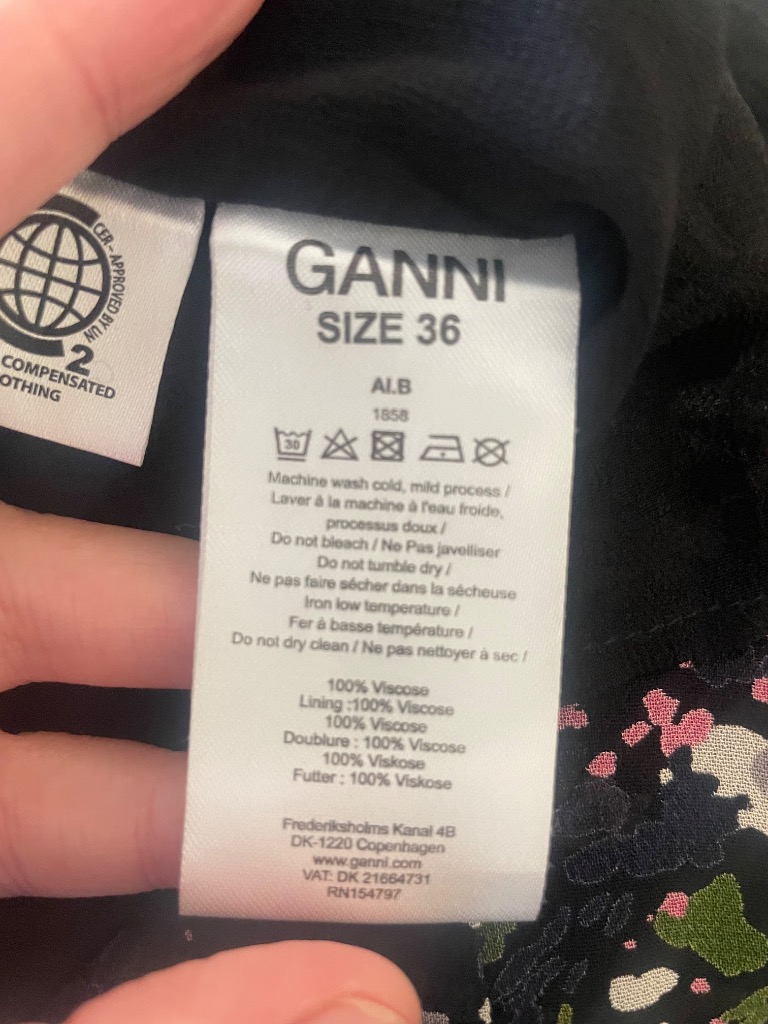 CER - APPROVED BY UN
2
COMPENSATED
OTHING
GANNI
SIZE 36
AI.B
1858
30
Machine wash cold, mild process /
Laver à la machine à l'eau froide,
processus doux /
Do not bleach / Ne Pas javelliser
Do not tumble dry /
Ne pas faire sécher dans la sécheuse
Iron low temperature /
Fer à basse température /
Do not dry clean / Ne pas nettoyer à sec /
100% Viscose
Lining :100% Viscose
100% Viscose
Doublure : 100% Viscose
100% Viskose
Futter : 100% Viskose
Frederiksholms Kanal 4B
DK-1220 Copenhagen
www.ganni.com
VAT: DK 21664731
RN154797